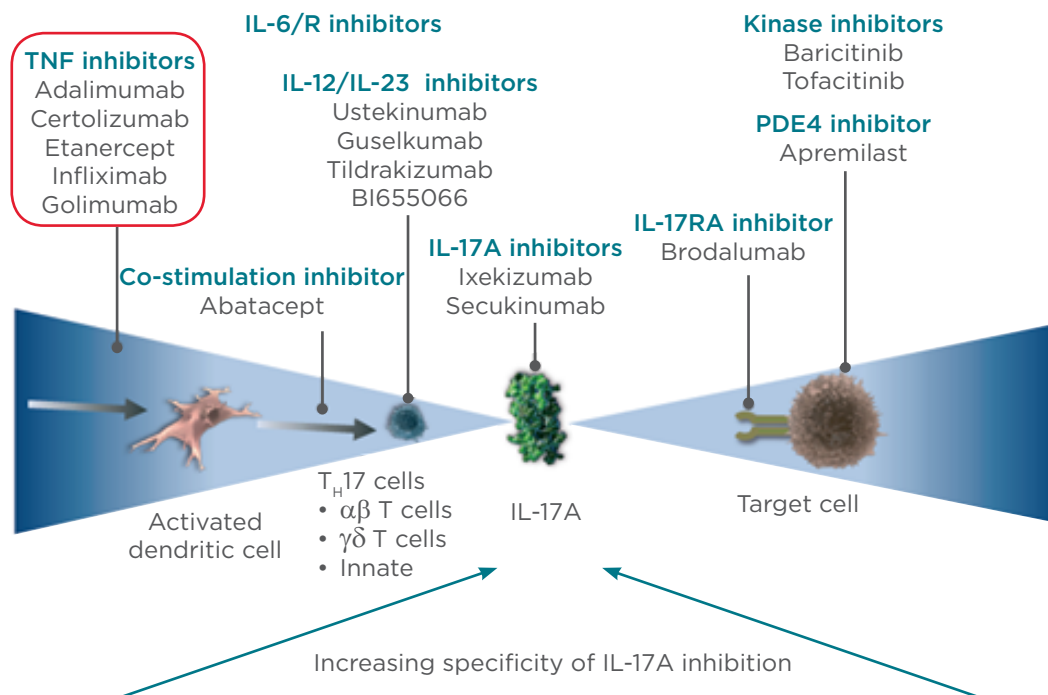 IL-6/R inhibitors
Kinase inhibitors
Baricitinib
Tofacitinib
TNF inhibitors
Adalimumab
Certolizumab
Etanercept
Infliximab
Golimumab
IL-12/IL-23 inhibitors
Ustekinumab
Guselkumab
Tildrakizumab
BI655066
PDE4 inhibitor
Apremilast
IL-17RA inhibitor
Brodalumab
IL-17A inhibitors
Ixekizumab
Secukinumab
Co-stimulation inhibitor
Abatacept
Activated
dendritic cell
TH17 cells
• αβ T cells
• γδ T cells
• Innate
IL-17A
Target cell
Increasing specificity of IL-17A inhibition